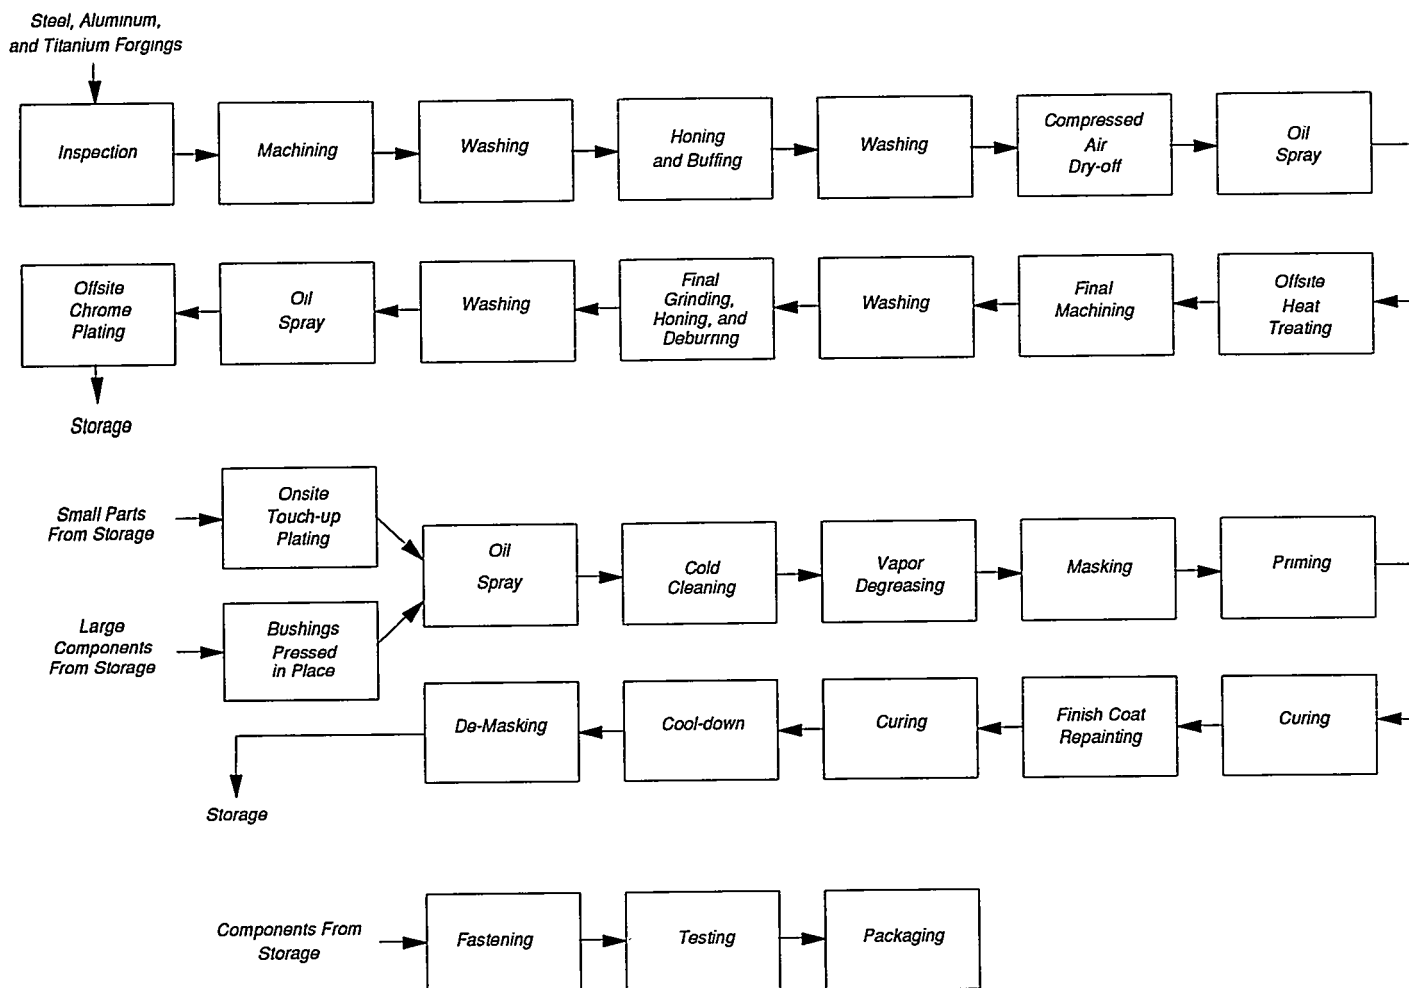 Steel, Aluminum,
and Titanium Forgings
Inspection
Machining
Washing
Honing
and Buffing
Washing
Compressed
Air
Dry-off
Oil
Spray
Offsite
Chrome
Plating
Oil
Spray
Washing
Final
Grinding,
Honing, and
Deburring
Washing
Final
Machining
Offsite
Heat
Treating
Storage
Small Parts
From Storage
Onsite
Touch-up
Plating
Oil
Spray
Cold
Cleaning
Vapor
Degreasing
Masking
Priming
Large
Components
From Storage
Bushings
Pressed
in Place
De-Masking
Cool-down
Curing
Finish Coat
Repainting
Curing
Storage
Components From
Storage
Fastening
Testing
Packaging